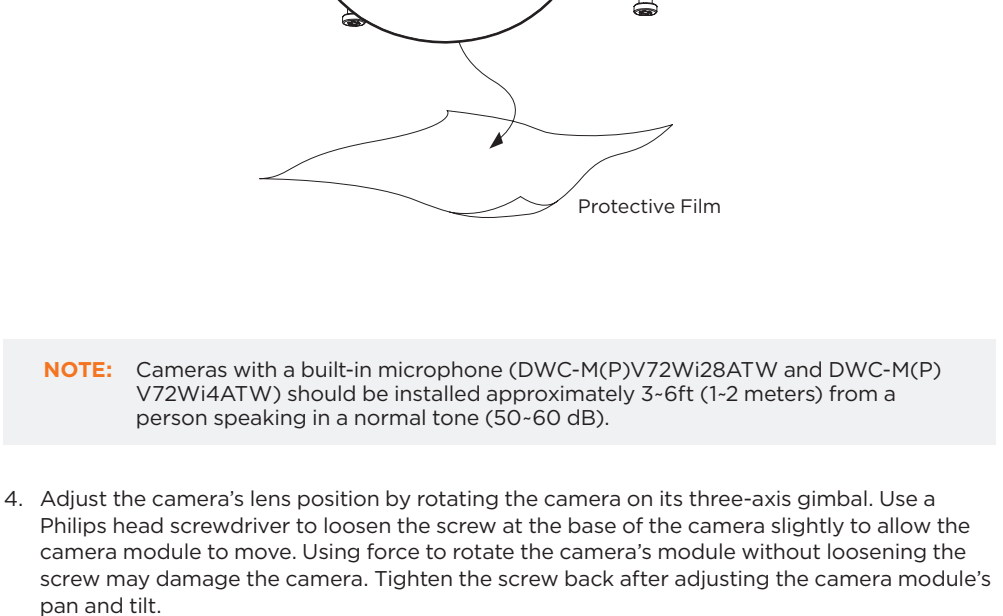 Protective Film
NOTE: Cameras with a built-in microphone (DWC-M(P)V72Wi28ATW and DWC-M(P)
V72Wi4ATW) should be installed approximately 3~6ft (1~2 meters) from a
person speaking in a normal tone (50~60 dB).
4. Adjust the camera’s lens position by rotating the camera on its three-axis gimbal. Use a
Philips head screwdriver to loosen the screw at the base of the camera slightly to allow the
camera module to move. Using force to rotate the camera’s module without loosening the
screw may damage the camera. Tighten the screw back after adjusting the camera module’s
pan and tilt.